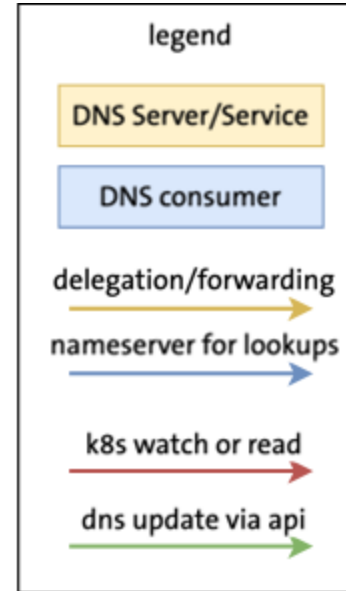 legend
DNS Server/Service
DNS consumer
delegation/forwarding
nameserver for lookups
k8s watch or read
dns update via api